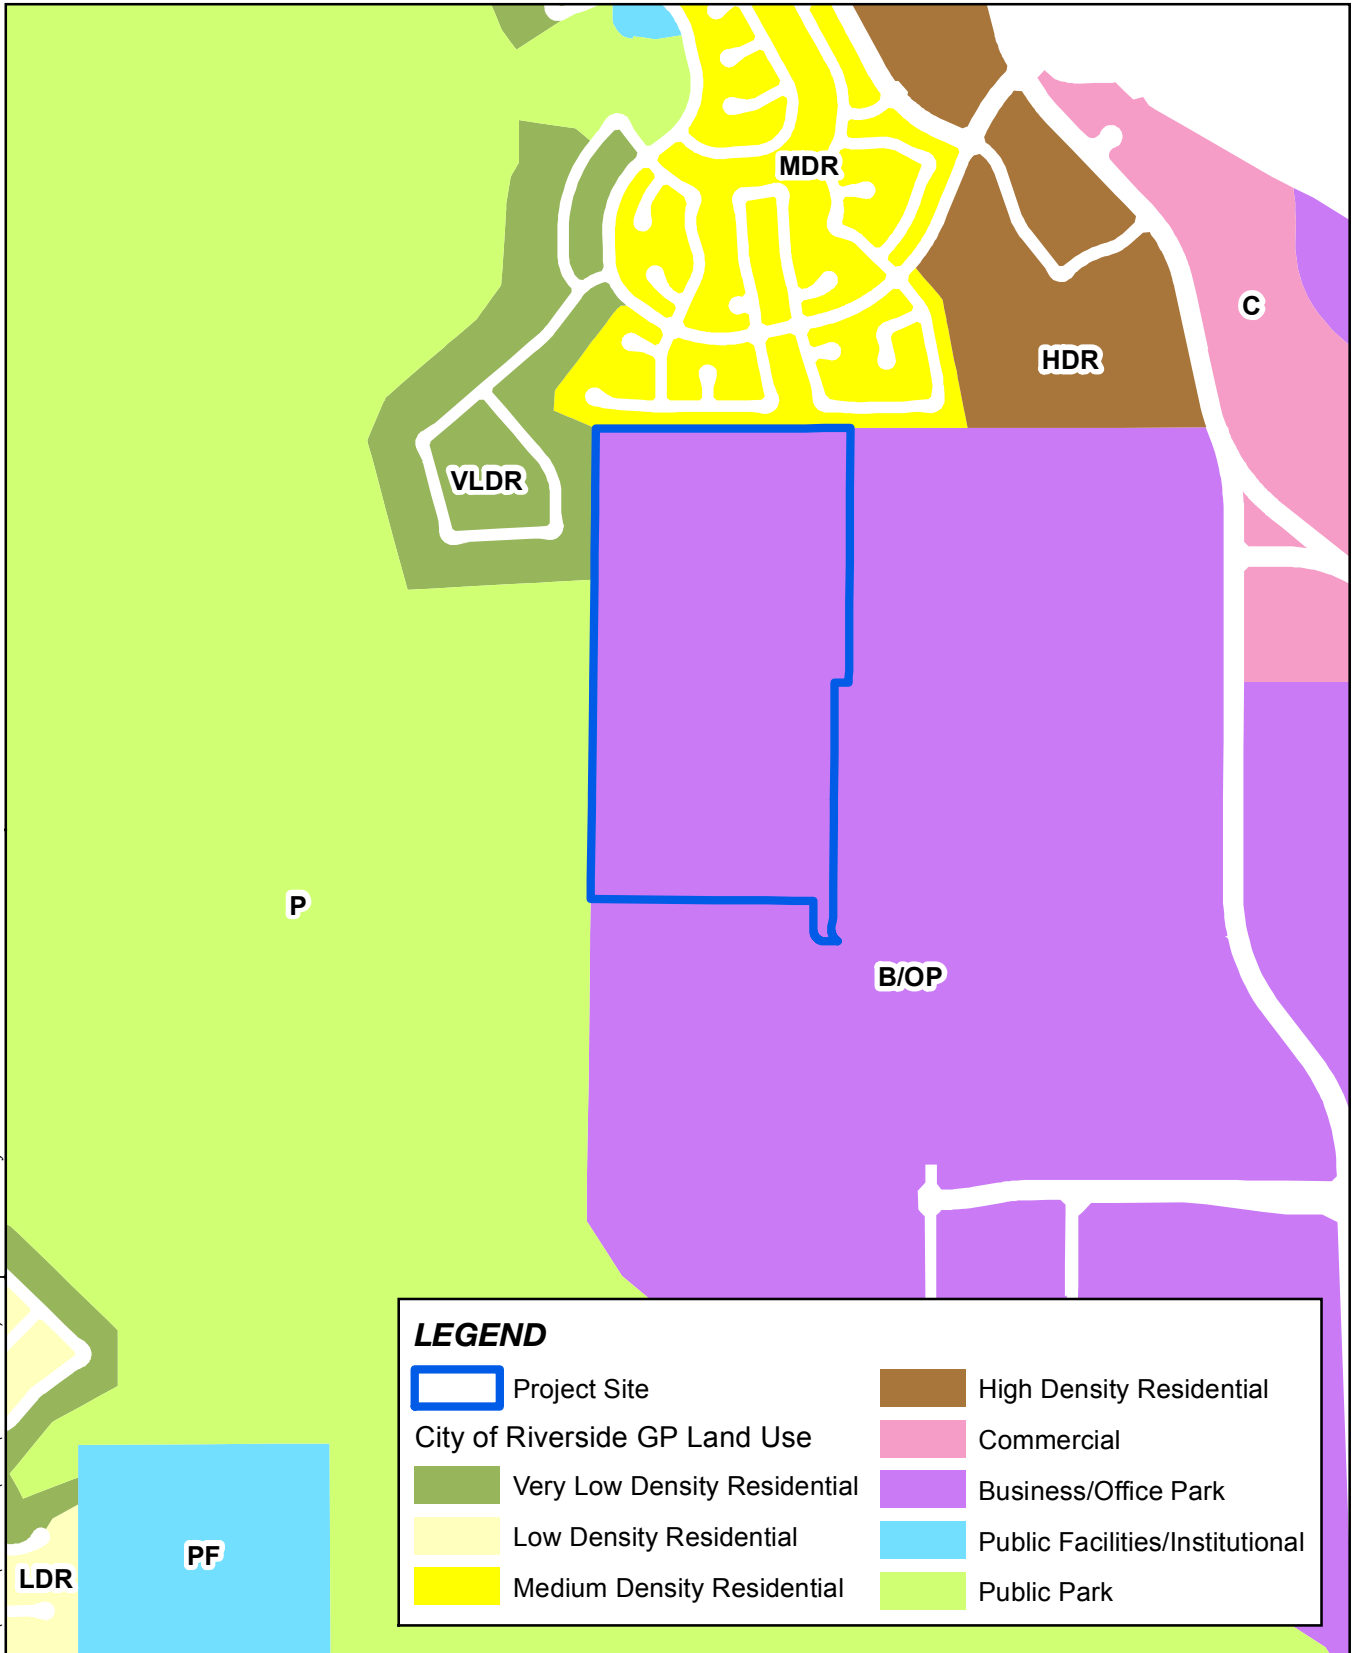 MDR
C
HDR
VLDR
P
B/OP
PF
LDR
LEGEND
Project Site
City of Riverside GP Land Use
Very Low Density Residential
Low Density Residential
Medium Density Residential
High Density Residential
Commercial
Business/Office Park
Public Facilities/Institutional
Public Park